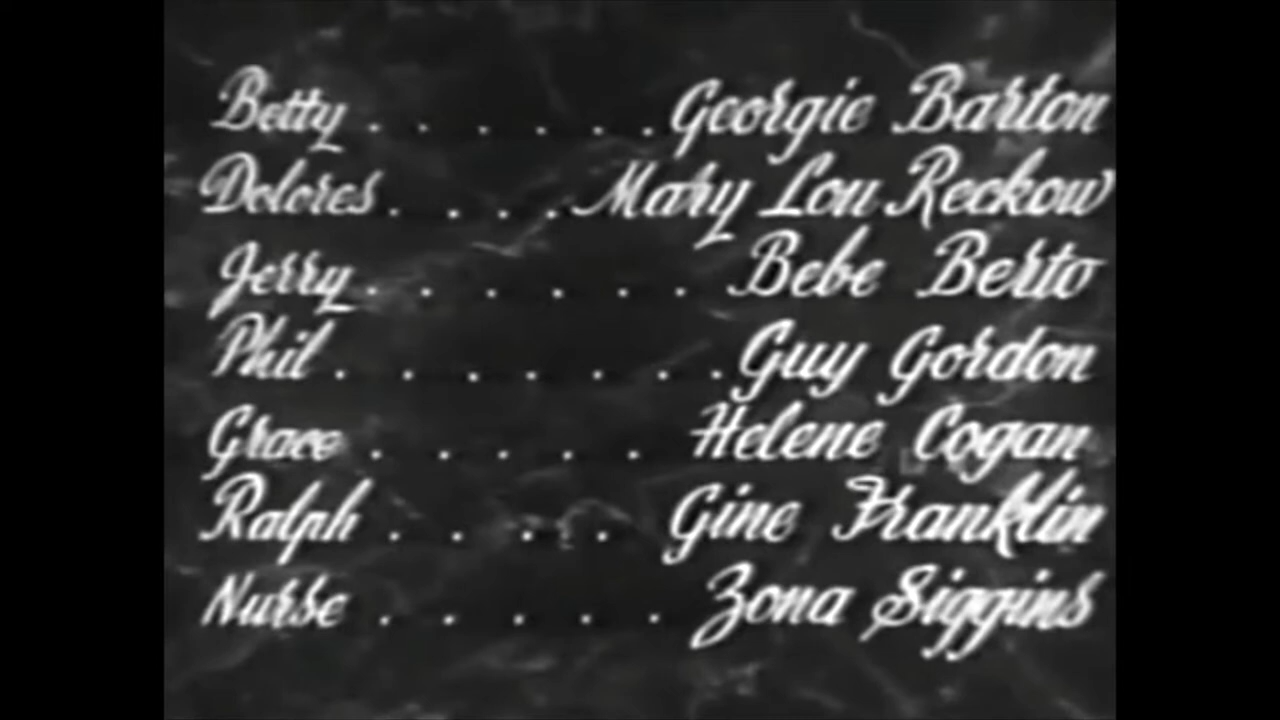 Betty . . . . . . Georgie Barton
Dolores . . . . Mary Lou Reckow
Jerry . . . . . . Bebe Berto
Phil . . . . . . . Guy Gordon
Grace . . . . . Helene Cogan
Ralph . . . . Gine Franklin
Nurse . . . . . Zona Siggins